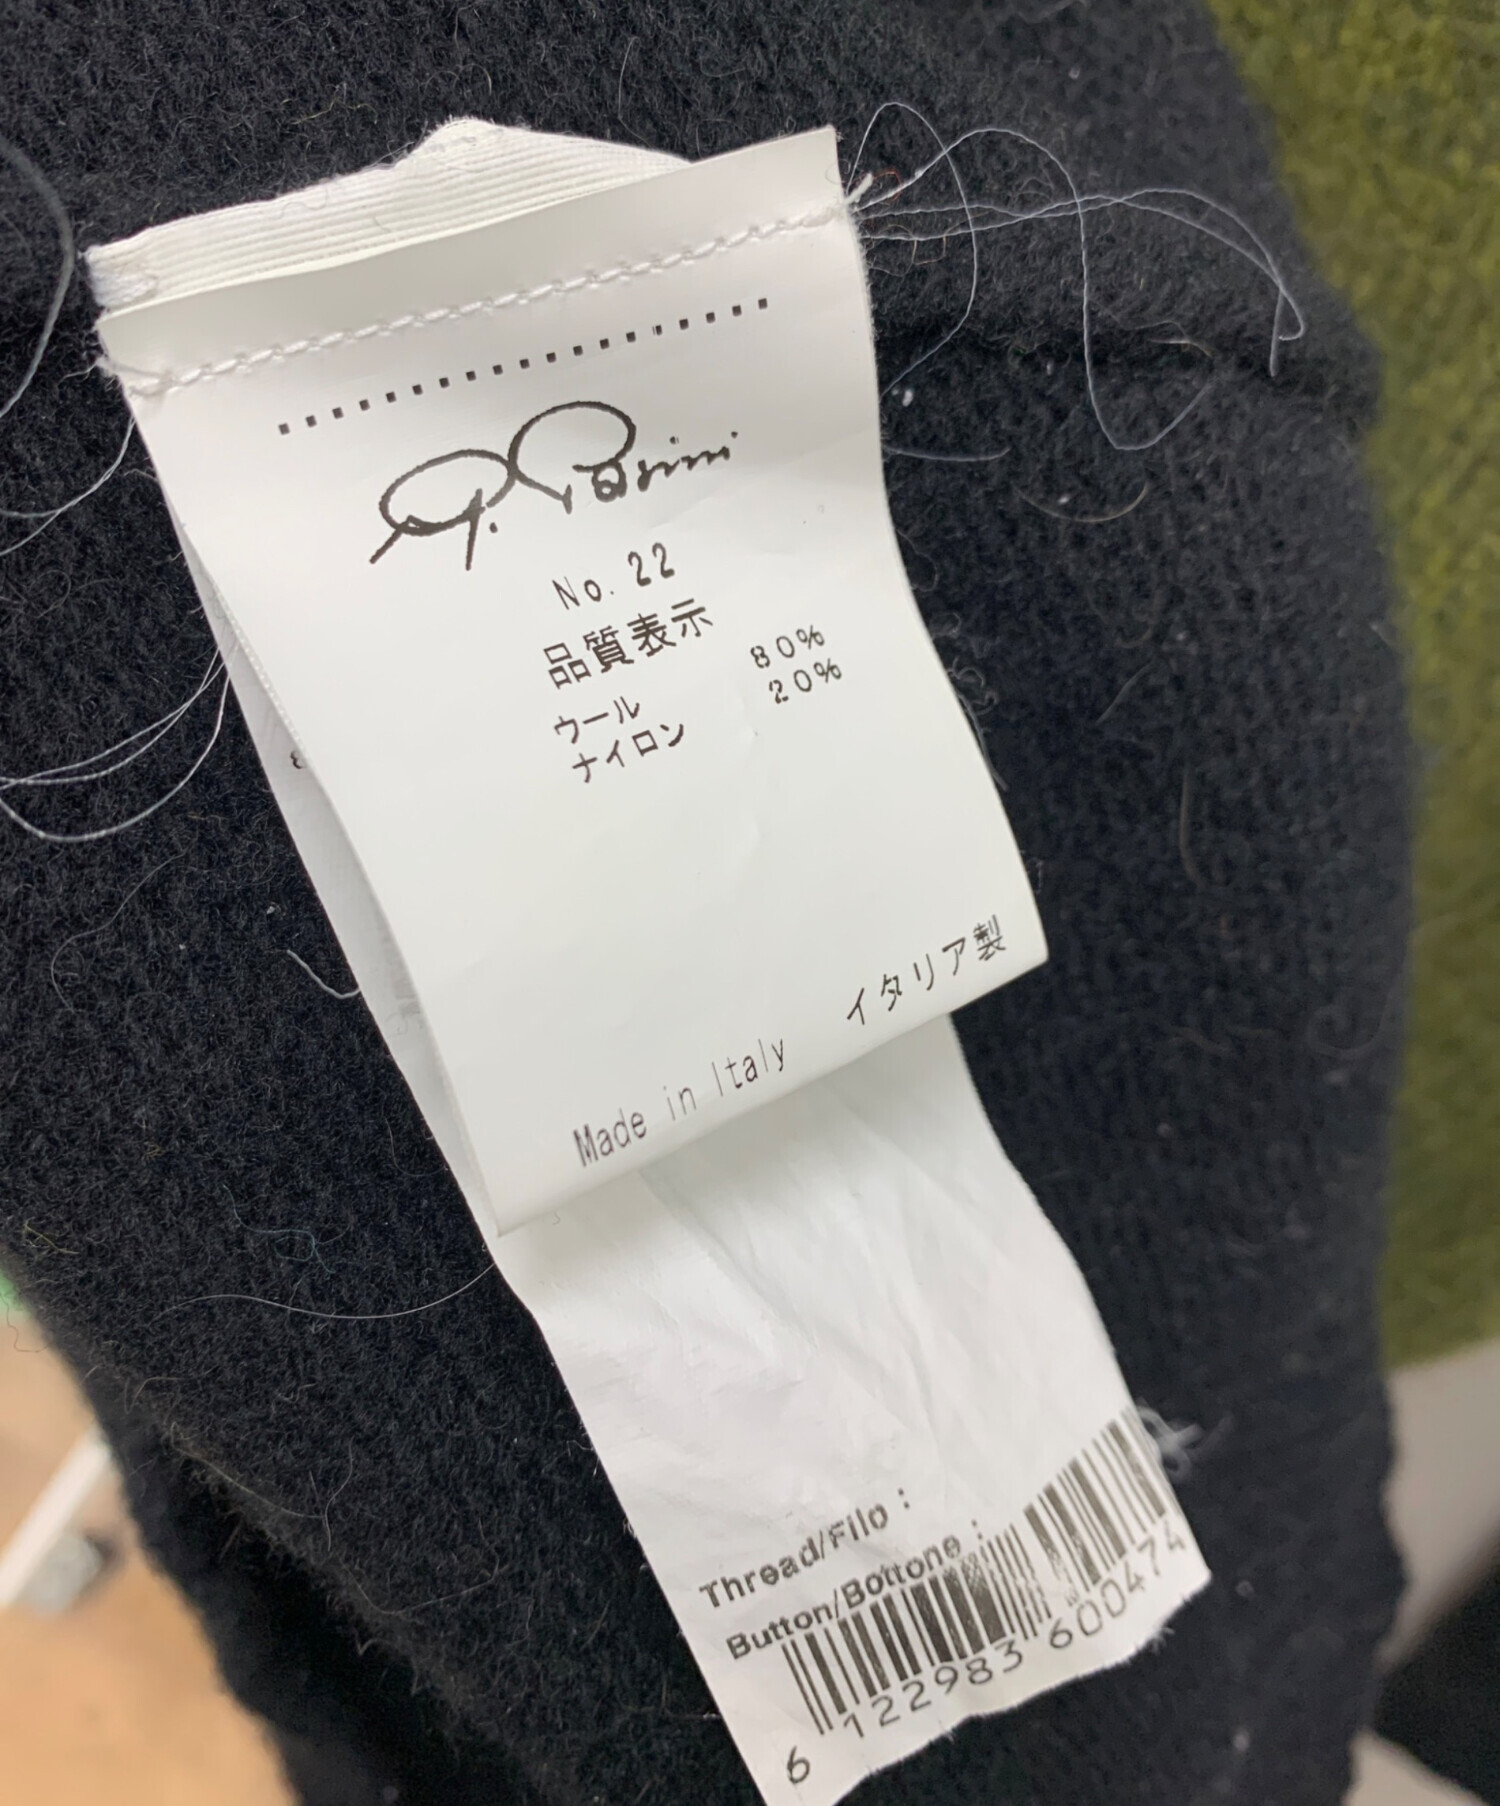 No. 22
品質表示
ウール 80%
ナイロン 20%
Made in Italy イタリア製
Thread/Filo :
Button/Bottone :
6 122983 600474